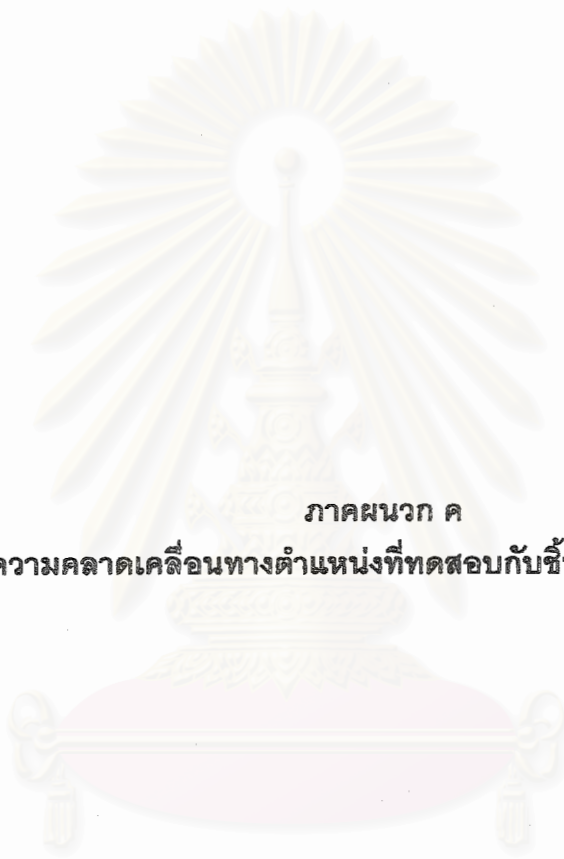 ภาคผนวก ค
ความคลาดเคลื่อนทางตำแหน่งที่ทดสอบกับ